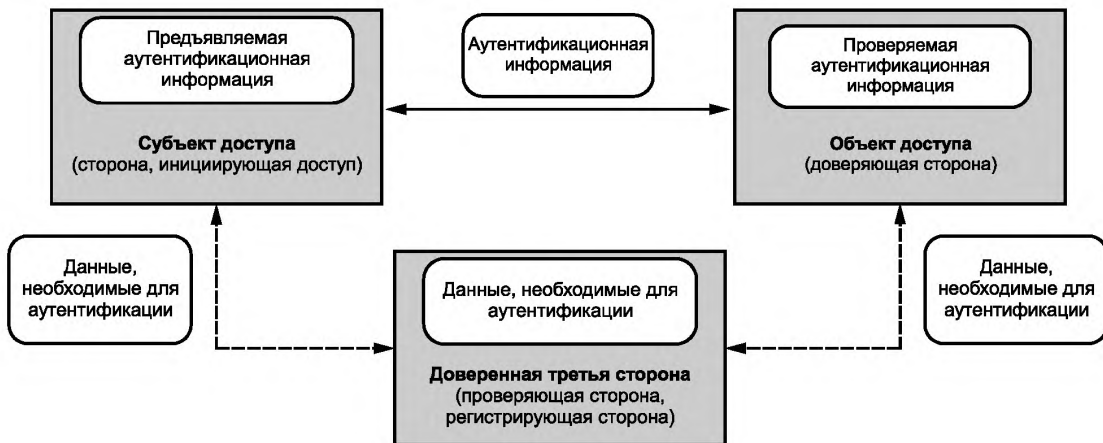 Предъявляемая
аутентификационная
информация
Субъект доступа
(сторона, инициирующая доступ)
Аутентификационная
информация
Проверяемая
аутентификационная
информация
Объект доступа
(доверяющая сторона)
Данные,
необходимые для
аутентификации
Данные, необходимые для
аутентификации
Доверенная третья сторона
(проверяющая сторона,
регистрирующая сторона)
Данные,
необходимые для
аутентификации